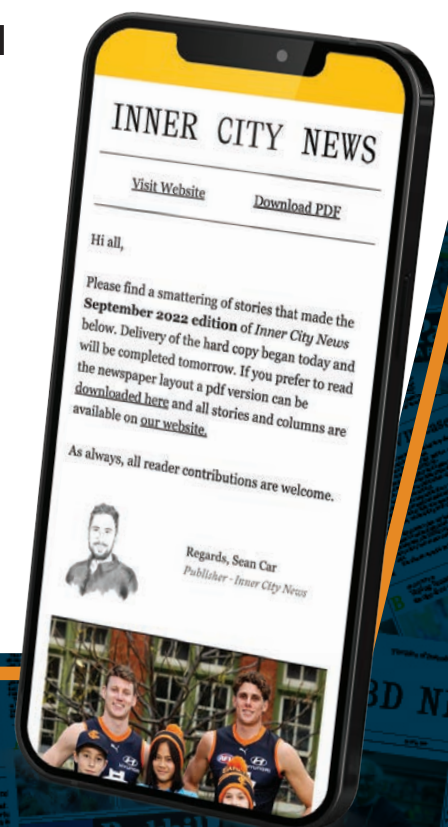 INNER CITY NEWS
Visit Website Download PDF
Hi all,
Please find a smattering of stories that made the
September 2022 edition of Inner City News
below. Delivery of the hard copy began today and
will be completed tomorrow. If you prefer to read
the newspaper layout a pdf version can be
downloaded here and all stories and columns are
available on our website.
As always, all reader contributions are welcome.
Regards, Sean Car
Publisher - Inner City News
HYUNDAI